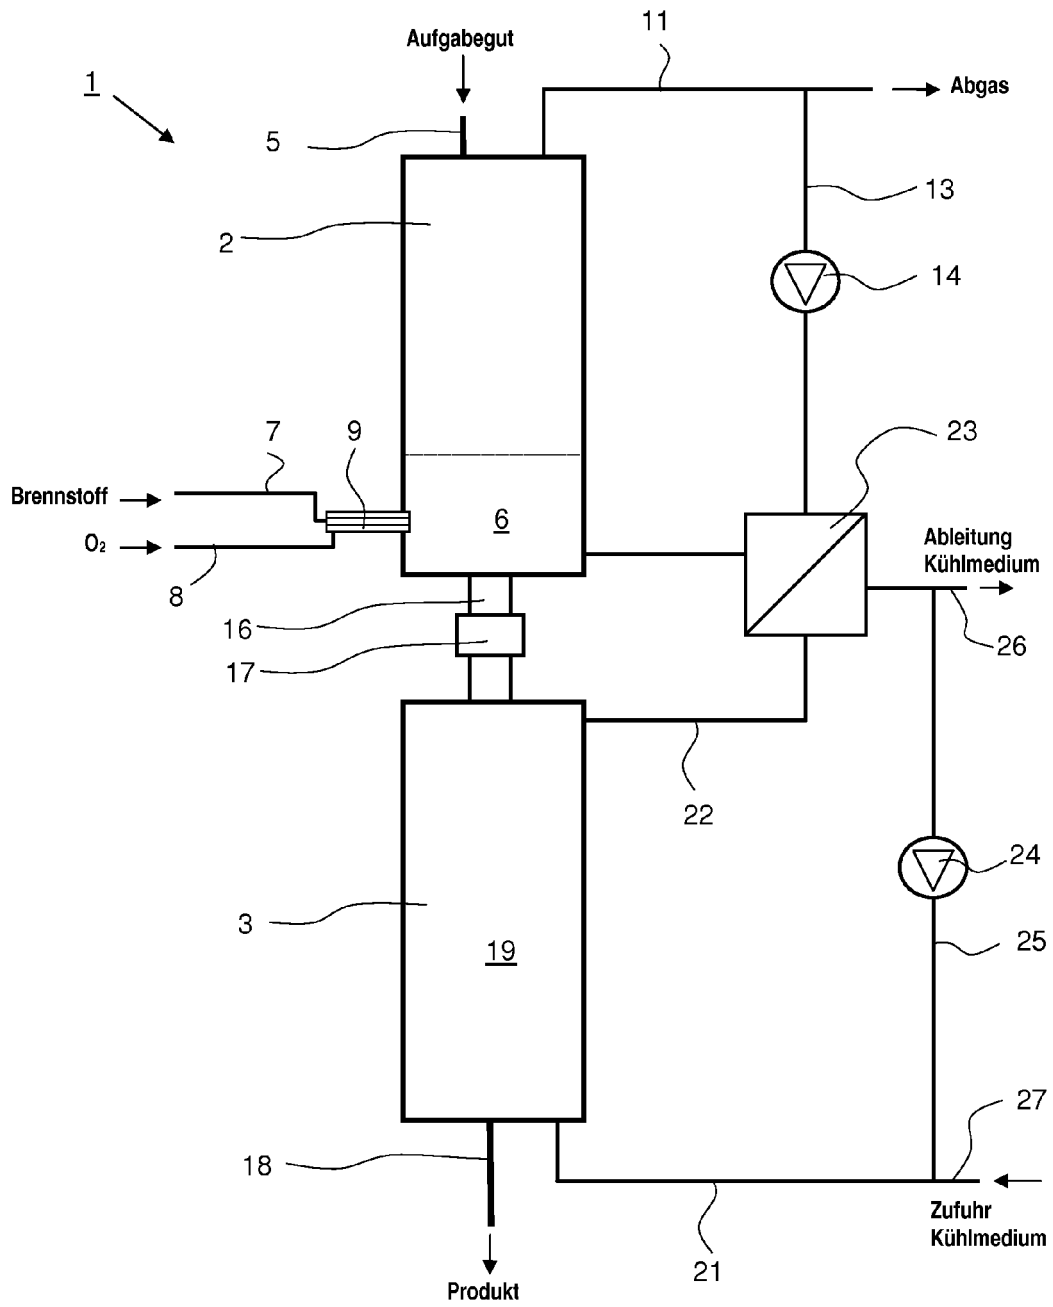 Aufgabegut
11
1
Abgas
5
13
2
14
7
9
23
Brennstoff
6
O₂
Ableitung
Kühlmedium
8
16
26
17
22
24
3
19
25
27
18
Zufuhr
Kühlmedium
21
Produkt